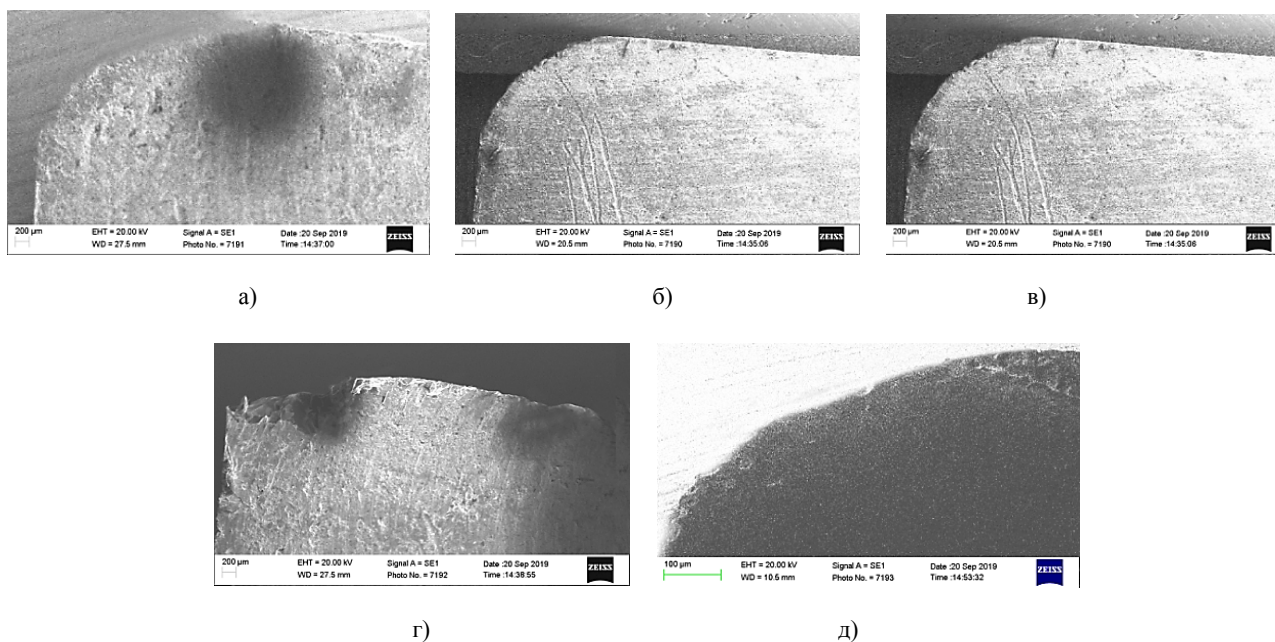 200 µm
EHT = 20.00 kV
Signal A = SE1
Date :20 Sep 2019
WD = 27.5 mm
Photo No. = 7191
Time :14:37:00
ZEISS
200 µm
EHT = 20.00 kV
Signal A = SE1
Date :20 Sep 2019
WD = 20.5 mm
Photo No. = 7190
Time :14:35:06
ZEISS
200 µm
EHT = 20.00 kV
Signal A = SE1
Date :20 Sep 2019
WD = 20.5 mm
Photo No. = 7190
Time :14:35:06
ZEISS
а)
б)
в)
200 µm
EHT = 20.00 kV
Signal A = SE1
Date :20 Sep 2019
WD = 27.5 mm
Photo No. = 7192
Time :14:38:55
ZEISS
100 µm
EHT = 20.00 kV
Signal A = SE1
Date :20 Sep 2019
WD = 10.5 mm
Photo No. = 7193
Time :14:53:32
ZEISS
г)
д)